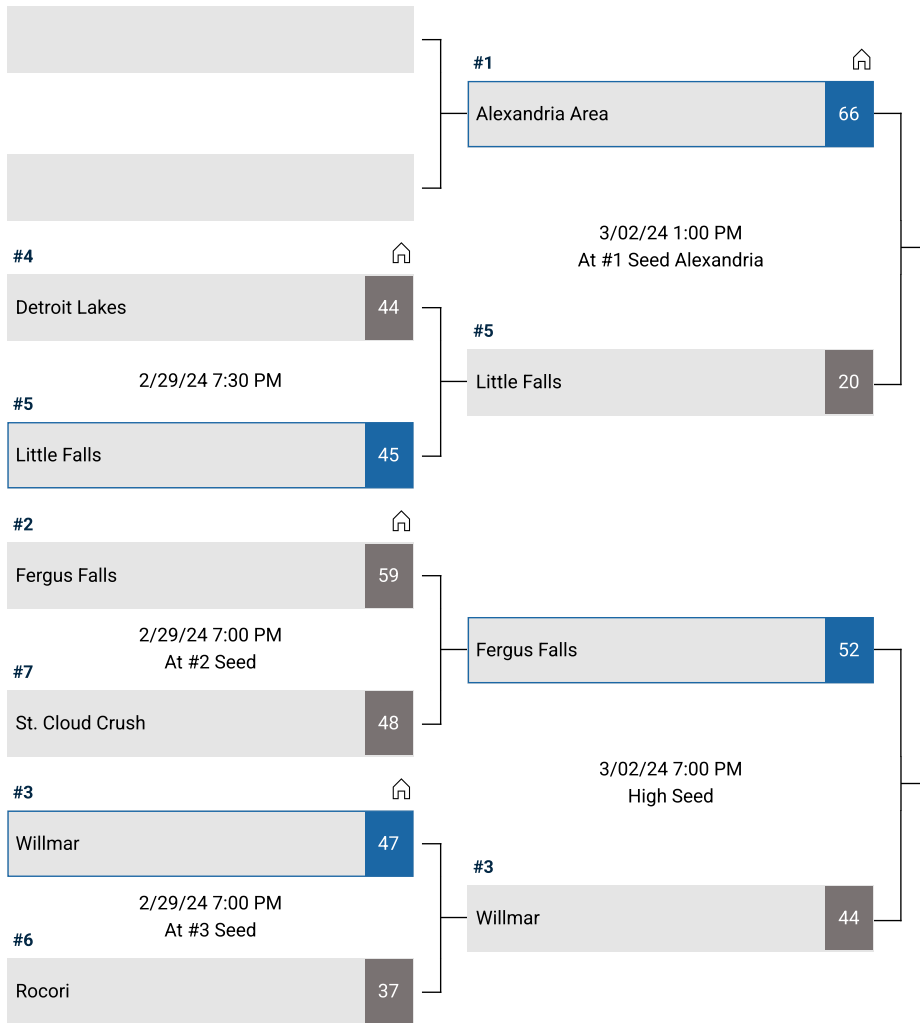 #1
Alexandria Area
66
3/02/24 1:00 PM
At #1 Seed Alexandria
#5
Little Falls
20
#4
Detroit Lakes
44
2/29/24 7:30 PM
#5
Little Falls
45
#2
Fergus Falls
59
2/29/24 7:00 PM
At #2 Seed
#7
St. Cloud Crush
48
Fergus Falls
52
3/02/24 7:00 PM
High Seed
#3
Willmar
44
#3
Willmar
47
2/29/24 7:00 PM
At #3 Seed
#6
Rocori
37